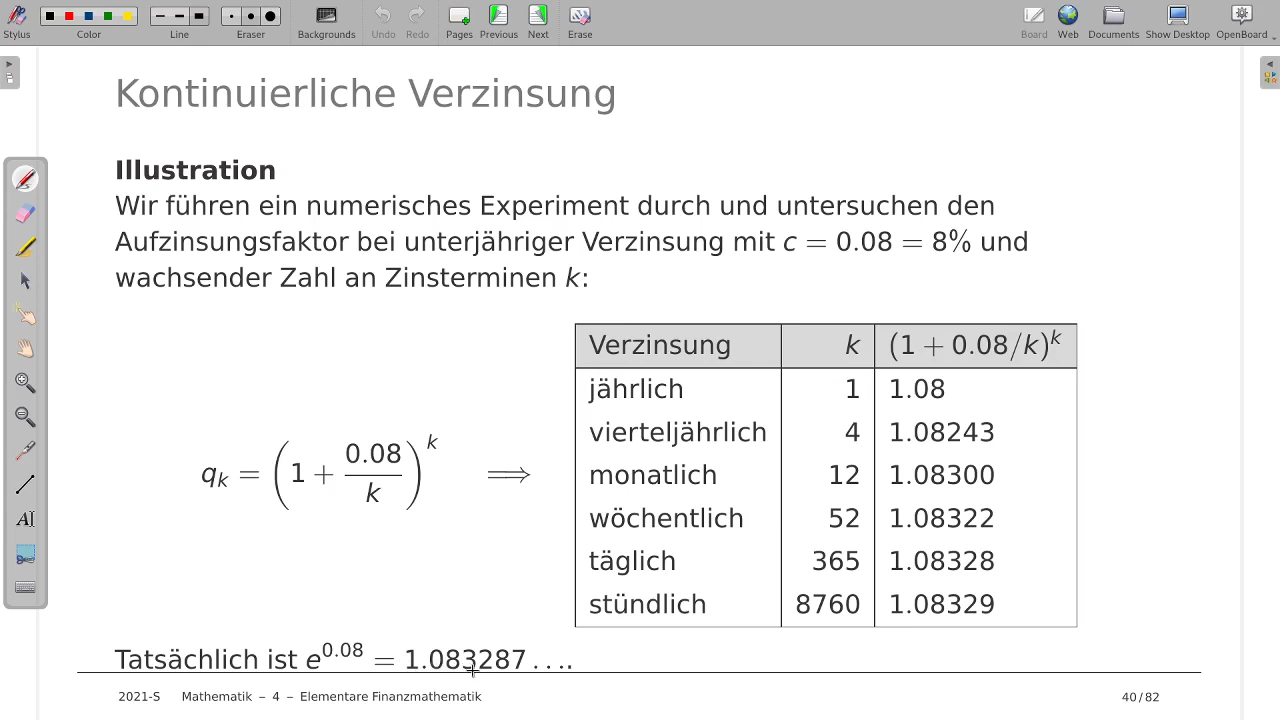 Stylus Color Line Eraser Backgrounds Undo Redo Pages Previous Next Erase Board Web Documents Show Desktop OpenBoard
Kontinuierliche Verzinsung
Illustration
Wir führen ein numerisches Experiment durch und untersuchen den
Aufzinsungsfaktor bei unterjähriger Verzinsung mit c = 0.08 = 8% und
wachsender Zahl an Zinsterminen k:
q_k = (1 + 0.08/k)^k ⟹
Verzinsung k (1 + 0.08/k)^k
jährlich 1 1.08
vierteljährlich 4 1.08243
monatlich 12 1.08300
wöchentlich 52 1.08322
täglich 365 1.08328
stündlich 8760 1.08329
Tatsächlich ist e^0.08 = 1.083287 . . . .
2021-S Mathematik – 4 – Elementare Finanzmathematik 40 / 82